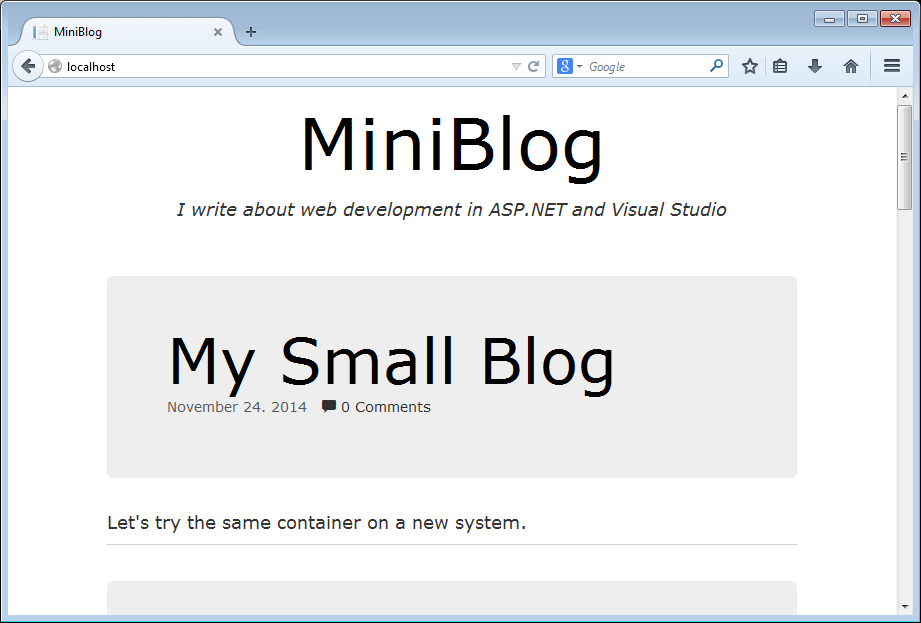 MiniBlog
localhost
8 Google
MiniBlog
I write about web development in ASP.NET and Visual Studio
My Small Blog
November 24. 2014 0 Comments
Let's try the same container on a new system.